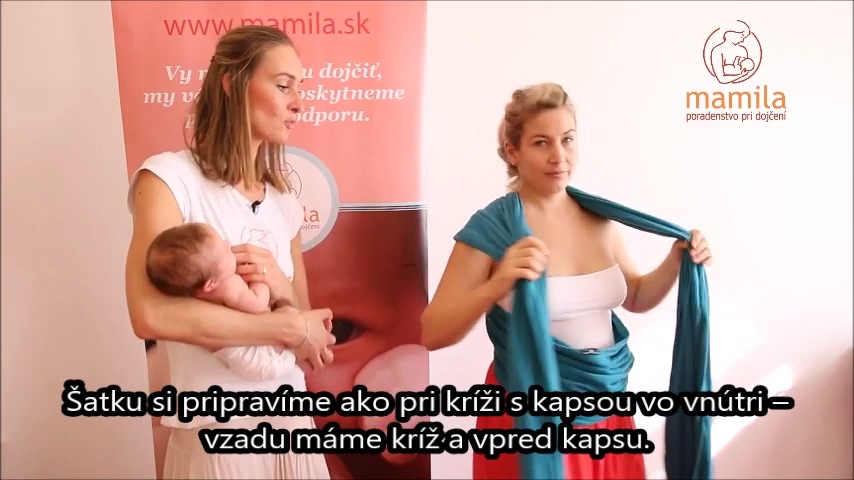 www.mamila.sk
Vy dojčiť,
my oskytneme
odporu.
mamila
poradenstvo pri dojčení
Šatku si pripravíme ako pri kríži s kapsou vo vnútri –
vzadu máme kríž a vpred kapsu.